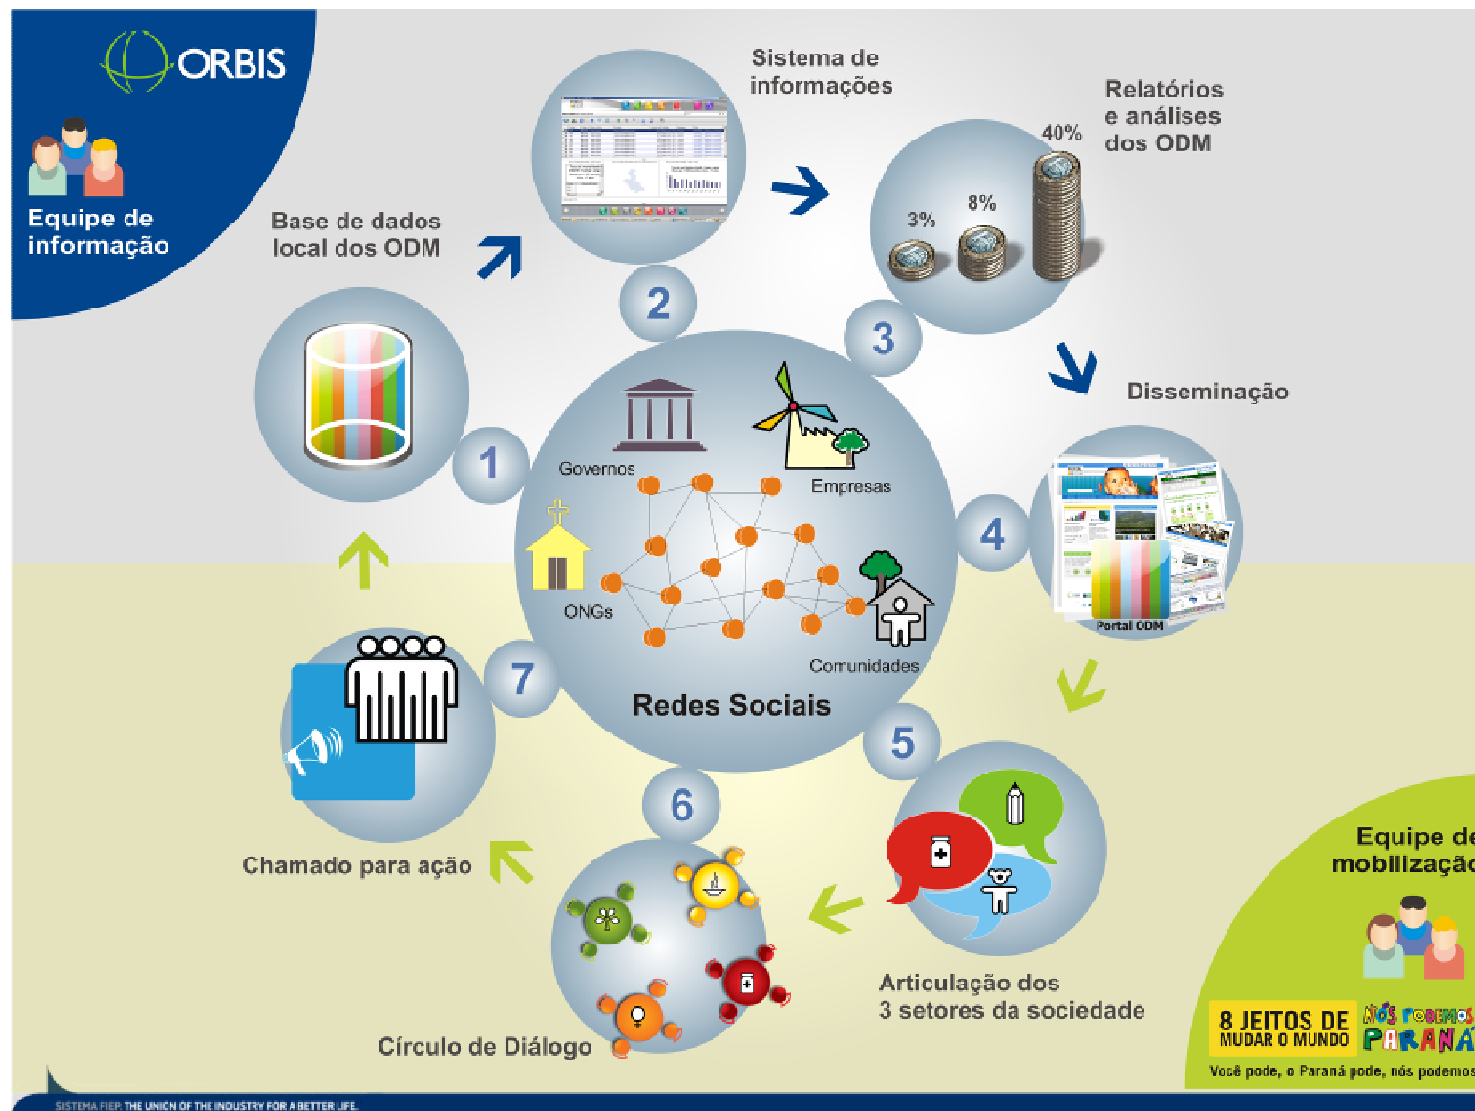 ORBIS
Equipe de
informação
Base de dados
local dos ODM
Sistema de
informações
Relatórios
e análises
dos ODM
3%
8%
40%
Disseminação
1
2
3
4
5
6
7
Governos
Empresas
ONGs
Comunidades
Redes Sociais
Portal ODM
Articulação dos
3 setores da sociedade
Círculo de Diálogo
Chamado para ação
Equipe de
mobilização
8 JEITOS DE
MUDAR O MUNDO
NÓS PODEMOS
PARANÁ
Você pode, o Paraná pode, nós podemos
SISTEMA FIEP: THE UNION OF THE INDUSTRY FOR A BETTER LIFE.